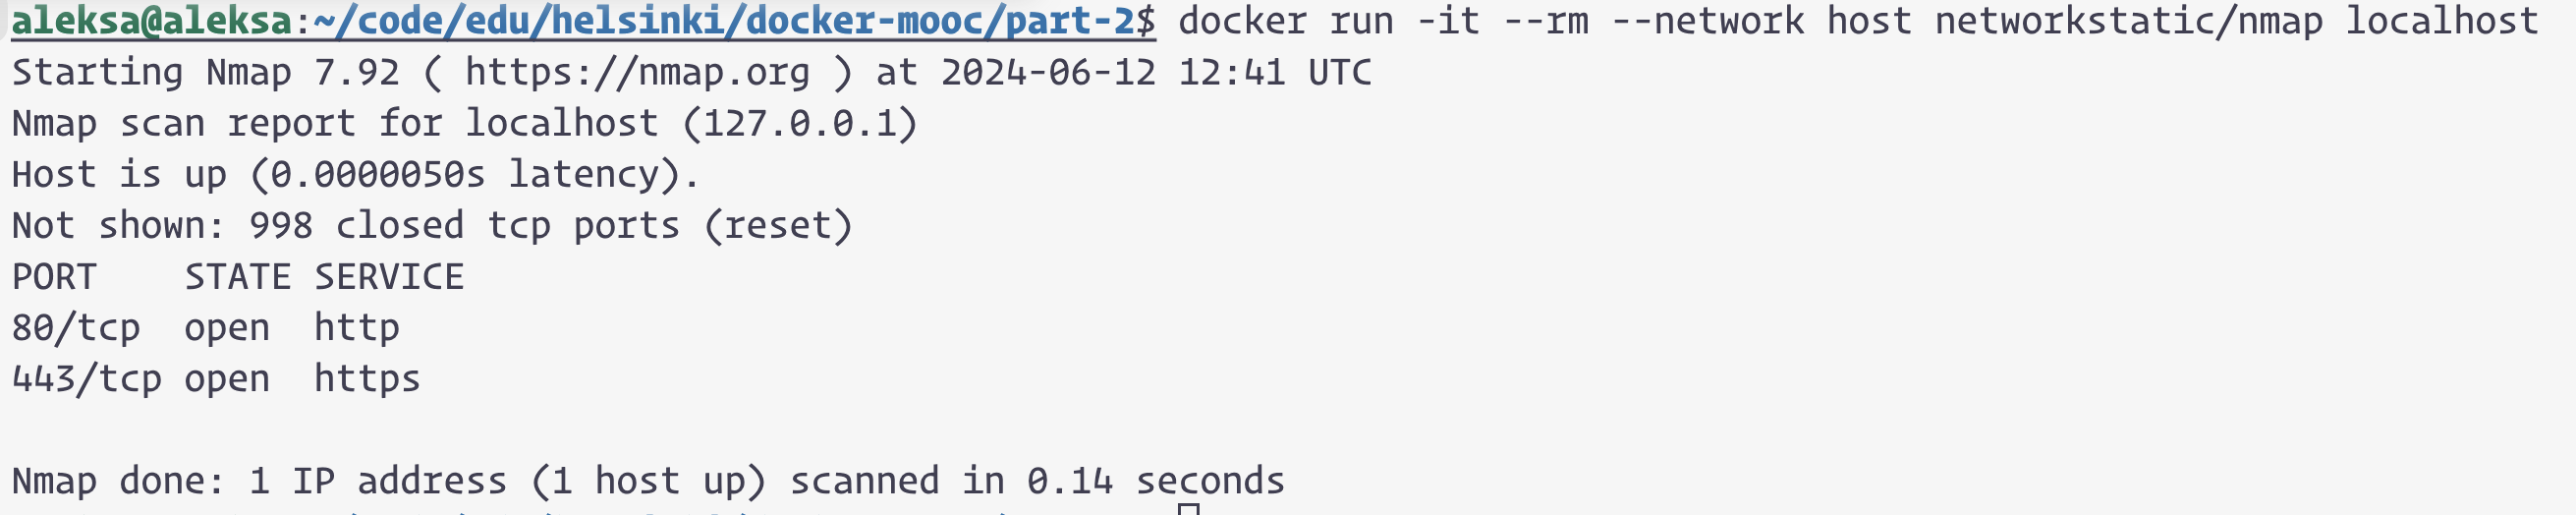 aleksa@aleksa:~/code/edu/helsinki/docker-mooc/part-2$ docker run -it --rm --network host networkstatic/nmap localhost
Starting Nmap 7.92 ( https://nmap.org ) at 2024-06-12 12:41 UTC
Nmap scan report for localhost (127.0.0.1)
Host is up (0.0000050s latency).
Not shown: 998 closed tcp ports (reset)
PORT    STATE SERVICE
80/tcp  open  http
443/tcp open  https
Nmap done: 1 IP address (1 host up) scanned in 0.14 seconds